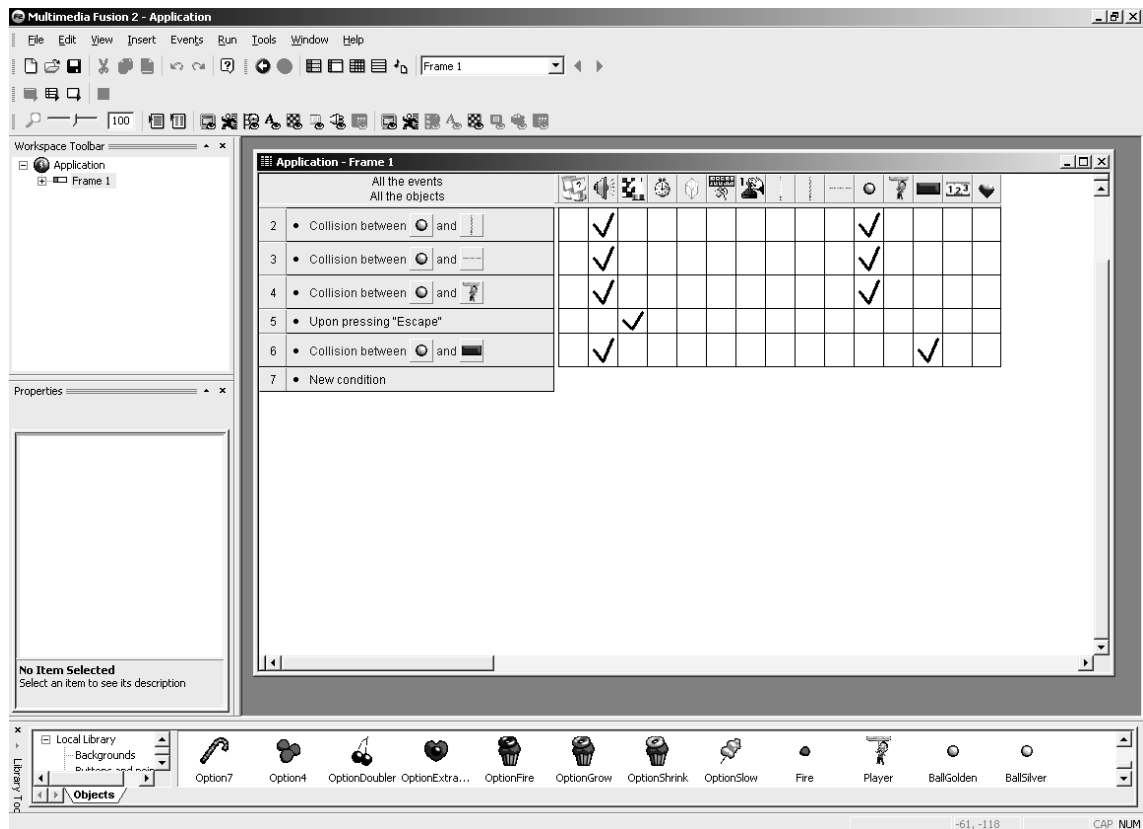 Multimedia Fusion 2 - Application
File Edit View Insert Events Run Tools Window Help
Frame 1
100
Workspace Toolbar
Application
Frame 1
Properties
No Item Selected
Select an item to see its description
Application - Frame 1
All the events
All the objects
2 • Collision between and
3 • Collision between and
4 • Collision between and
5 • Upon pressing "Escape"
6 • Collision between and
7 • New condition
Library Too
Local Library
Backgrounds
Objects
Option7 Option4 OptionDoubler OptionExtra... OptionFire OptionGrow OptionShrink OptionSlow Fire Player BallGolden BallSilver
-61, -118 CAP NUM